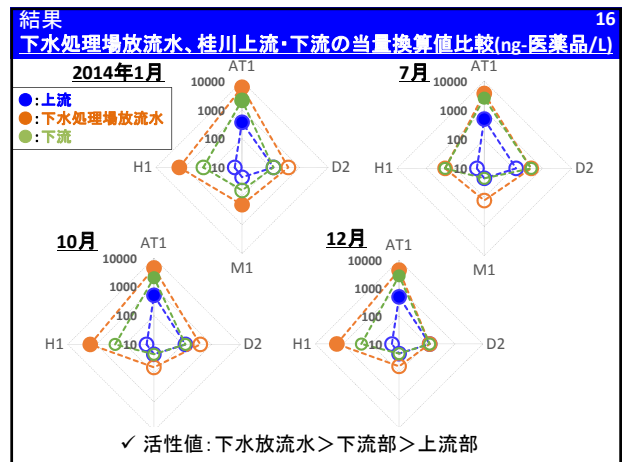 結果 16
下水処理場放流水、桂川上流・下流の当量換算値比較(ng-医薬品/L)
2014年1月
AT1
10000
1000
100
10
H1
D2
M1
●:上流
●:下水処理場放流水
●:下流
7月
AT1
10000
1000
100
10
H1
D2
M1
10月
AT1
10000
1000
100
10
H1
D2
12月
AT1
10000
1000
100
10
H1
D2
✓ 活性値:下水放流水＞下流部＞上流部